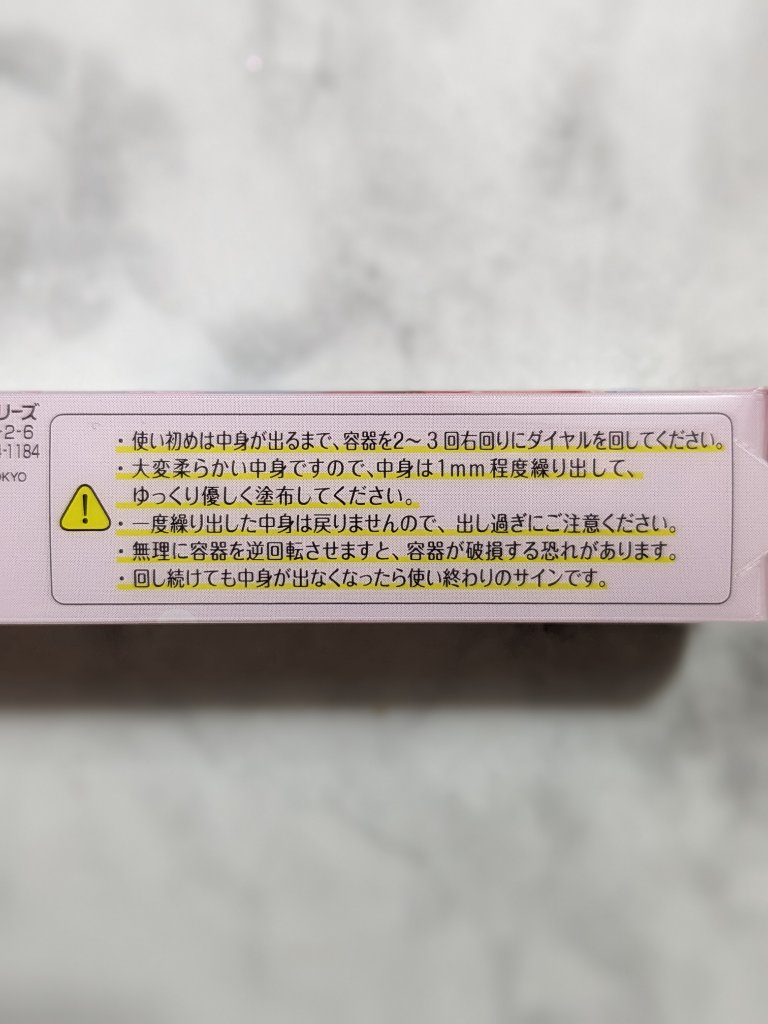 リーズ
-2-6
-1184
OKYO
・使い初めは中身が出るまで、容器を2〜3回右回りにダイヤルを回してください。
・大変柔らかい中身ですので、中身は1mm程度繰り出して、
ゆっくり優しく塗布してください。
・一度繰り出した中身は戻りませんので、出し過ぎにご注意ください。
・無理に容器を逆回転させますと、容器が破損する恐れがあります。
・回し続けても中身が出なくなったら使い終わりのサインです。